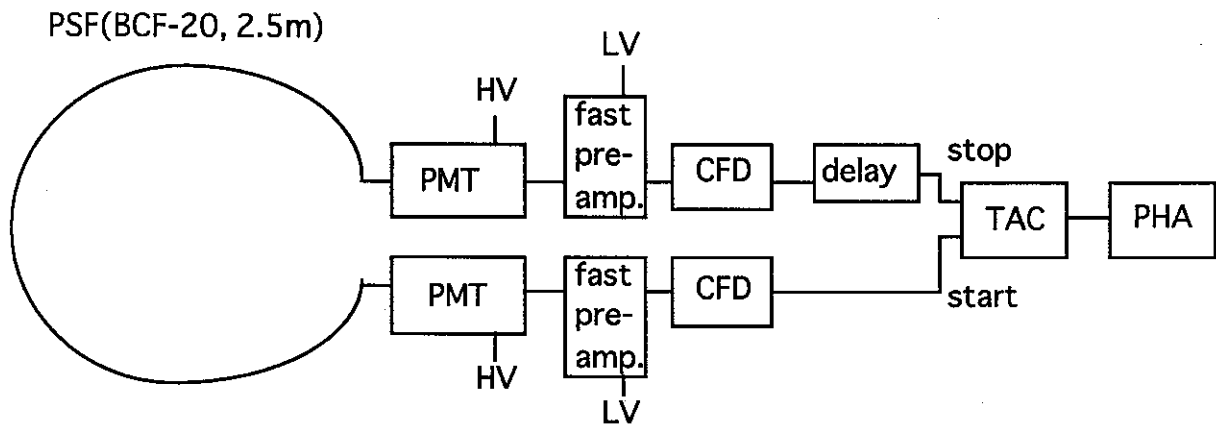 PSF(BCF-20, 2.5m)
LV
HV
fast
pre-
amp.
PMT
CFD
delay
stop
TAC
PHA
PMT
fast
pre-
amp.
CFD
start
HV
LV